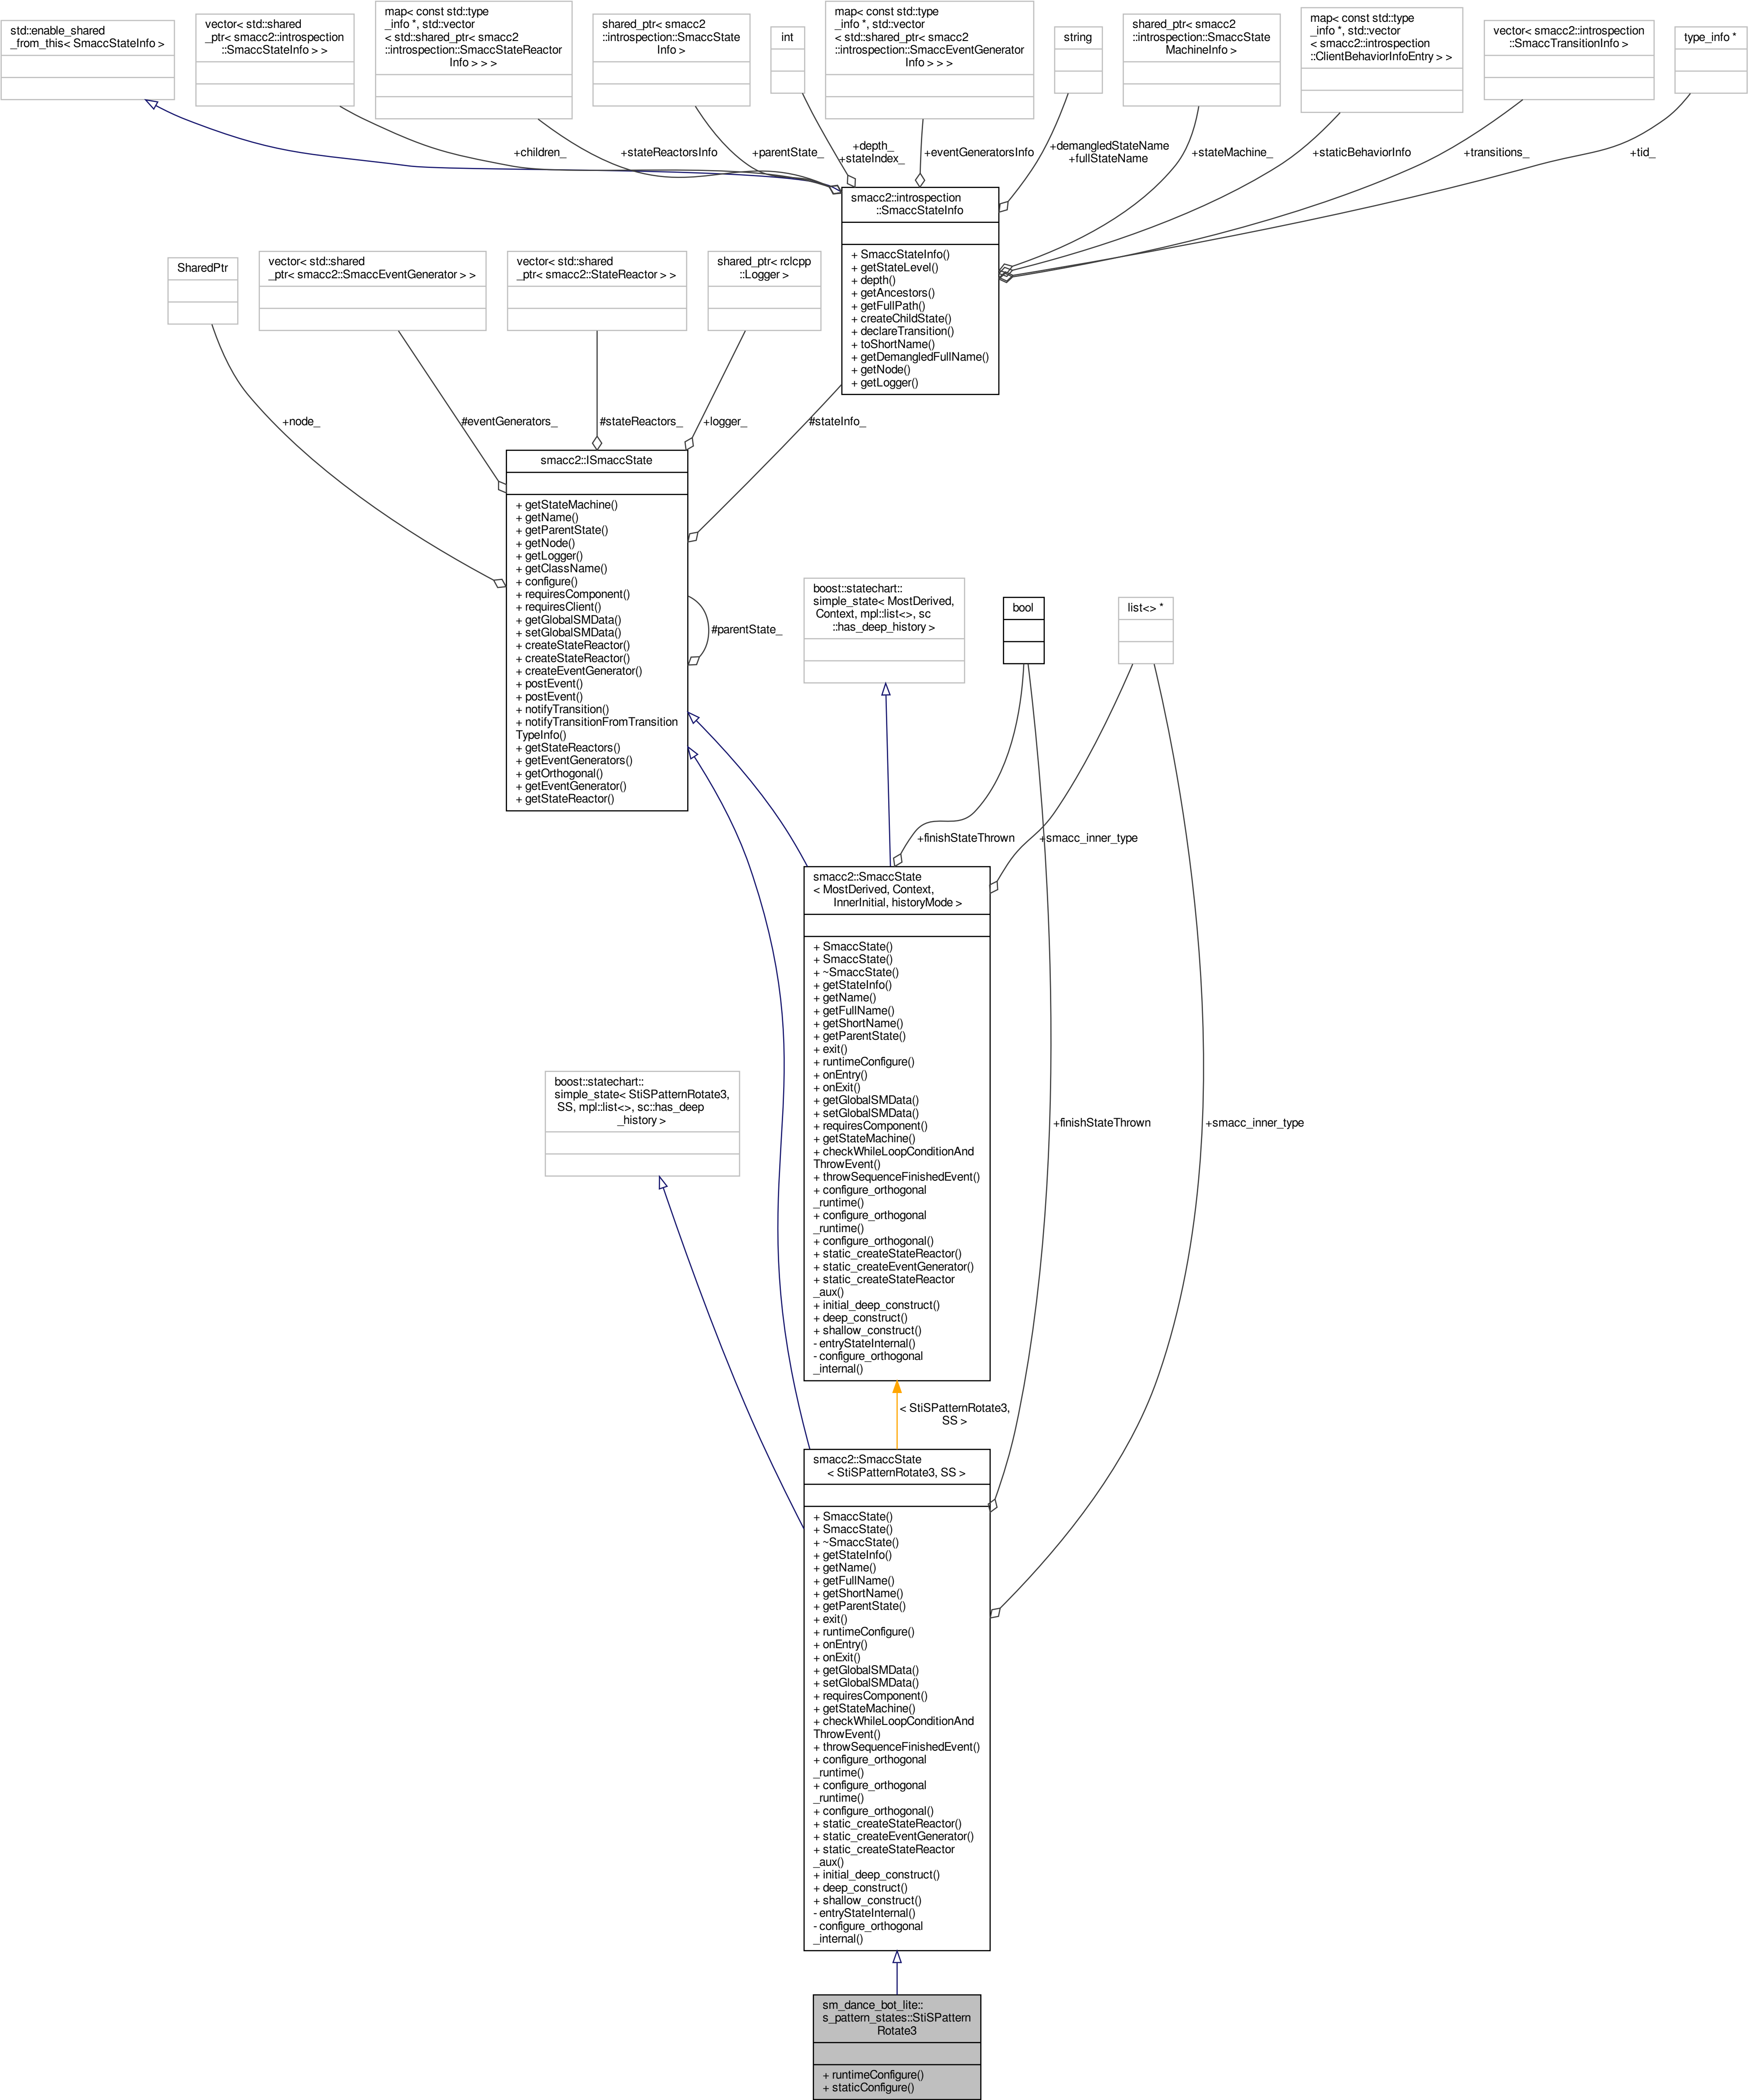 std::enable_shared
_from_this< SmaccStateInfo >
vector< std::shared
_ptr< smacc2::introspection
::SmaccStateInfo > >
map< const std::type
_info *, std::vector
< std::shared_ptr< smacc2
::introspection::SmaccStateReactor
Info > > >
shared_ptr< smacc2
::introspection::SmaccState
Info >
int
map< const std::type
_info *, std::vector
< std::shared_ptr< smacc2
::introspection::SmaccEventGenerator
Info > > >
string
shared_ptr< smacc2
::introspection::SmaccState
MachineInfo >
map< const std::type
_info *, std::vector
< smacc2::introspection
::ClientBehaviorInfoEntry > >
vector< smacc2::introspection
::SmaccTransitionInfo >
type_info *
+children_
+stateReactorsInfo
+parentState_
+depth_
+stateIndex_
+eventGeneratorsInfo
+demangledStateName
+fullStateName
+stateMachine_
+staticBehaviorInfo
+transitions_
+tid_
smacc2::introspection
::SmaccStateInfo
+ SmaccStateInfo()
+ getStateLevel()
+ depth()
+ getAncestors()
+ getFullPath()
+ createChildState()
+ declareTransition()
+ toShortName()
+ getDemangledFullName()
+ getNode()
+ getLogger()
SharedPtr
vector< std::shared
_ptr< smacc2::SmaccEventGenerator > >
vector< std::shared
_ptr< smacc2::StateReactor > >
shared_ptr< rclcpp
::Logger >
+node_
#eventGenerators_
#stateReactors_
+logger_
#stateInfo_
smacc2::ISmaccState
+ getStateMachine()
+ getName()
+ getParentState()
+ getNode()
+ getLogger()
+ getClassName()
+ configure()
+ requiresComponent()
+ requiresClient()
+ getGlobalSMData()
+ setGlobalSMData()
+ createStateReactor()
+ createStateReactor()
+ createEventGenerator()
+ postEvent()
+ postEvent()
+ notifyTransition()
+ notifyTransitionFromTransition
TypeInfo()
+ getStateReactors()
+ getEventGenerators()
+ getOrthogonal()
+ getEventGenerator()
+ getStateReactor()
#parentState_
boost::statechart::
simple_state< MostDerived,
Context, mpl::list<>, sc
::has_deep_history >
bool
list<> *
+finishStateThrown
+smacc_inner_type
smacc2::SmaccState
< MostDerived, Context,
InnerInitial, historyMode >
+ SmaccState()
+ SmaccState()
+ ~SmaccState()
+ getStateInfo()
+ getName()
+ getFullName()
+ getShortName()
+ getParentState()
+ exit()
+ runtimeConfigure()
+ onEntry()
+ onExit()
+ getGlobalSMData()
+ setGlobalSMData()
+ requiresComponent()
+ getStateMachine()
+ checkWhileLoopConditionAnd
ThrowEvent()
+ throwSequenceFinishedEvent()
+ configure_orthogonal
_runtime()
+ configure_orthogonal
_runtime()
+ configure_orthogonal()
+ static_createStateReactor()
+ static_createEventGenerator()
+ static_createStateReactor
_aux()
+ initial_deep_construct()
+ deep_construct()
+ shallow_construct()
- entryStateInternal()
- configure_orthogonal
_internal()
boost::statechart::
simple_state< StiSPatternRotate3,
SS, mpl::list<>, sc::has_deep
_history >
+finishStateThrown
+smacc_inner_type
< StiSPatternRotate3,
SS >
smacc2::SmaccState
< StiSPatternRotate3, SS >
+ SmaccState()
+ SmaccState()
+ ~SmaccState()
+ getStateInfo()
+ getName()
+ getFullName()
+ getShortName()
+ getParentState()
+ exit()
+ runtimeConfigure()
+ onEntry()
+ onExit()
+ getGlobalSMData()
+ setGlobalSMData()
+ requiresComponent()
+ getStateMachine()
+ checkWhileLoopConditionAnd
ThrowEvent()
+ throwSequenceFinishedEvent()
+ configure_orthogonal
_runtime()
+ configure_orthogonal
_runtime()
+ configure_orthogonal()
+ static_createStateReactor()
+ static_createEventGenerator()
+ static_createStateReactor
_aux()
+ initial_deep_construct()
+ deep_construct()
+ shallow_construct()
- entryStateInternal()
- configure_orthogonal
_internal()
sm_dance_bot_lite::
s_pattern_states::StiSPattern
Rotate3
+ runtimeConfigure()
+ staticConfigure()